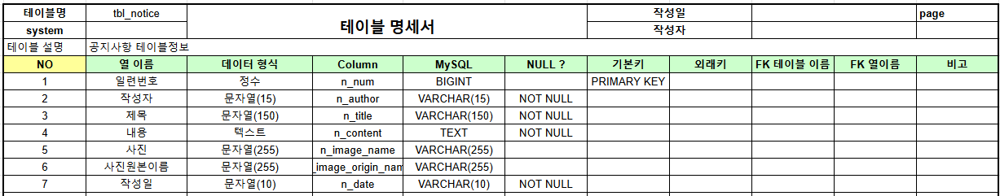 테이블명 tbl_notice 테이블 명세서 작성일 page
system 작성자
테이블 설명 공지사항 테이블정보
NO 열 이름 데이터 형식 Column MySQL NULL ? 기본키 외래키 FK 테이블 이름 FK 열이름 비고
1 일련번호 정수 n_num BIGINT PRIMARY KEY
2 작성자 문자열(15) n_author VARCHAR(15) NOT NULL
3 제목 문자열(150) n_title VARCHAR(150) NOT NULL
4 내용 텍스트 n_content TEXT NOT NULL
5 사진 문자열(255) n_image_name VARCHAR(255)
6 사진원본이름 문자열(255) _image_origin_nam VARCHAR(255)
7 작성일 문자열(10) n_date VARCHAR(10) NOT NULL